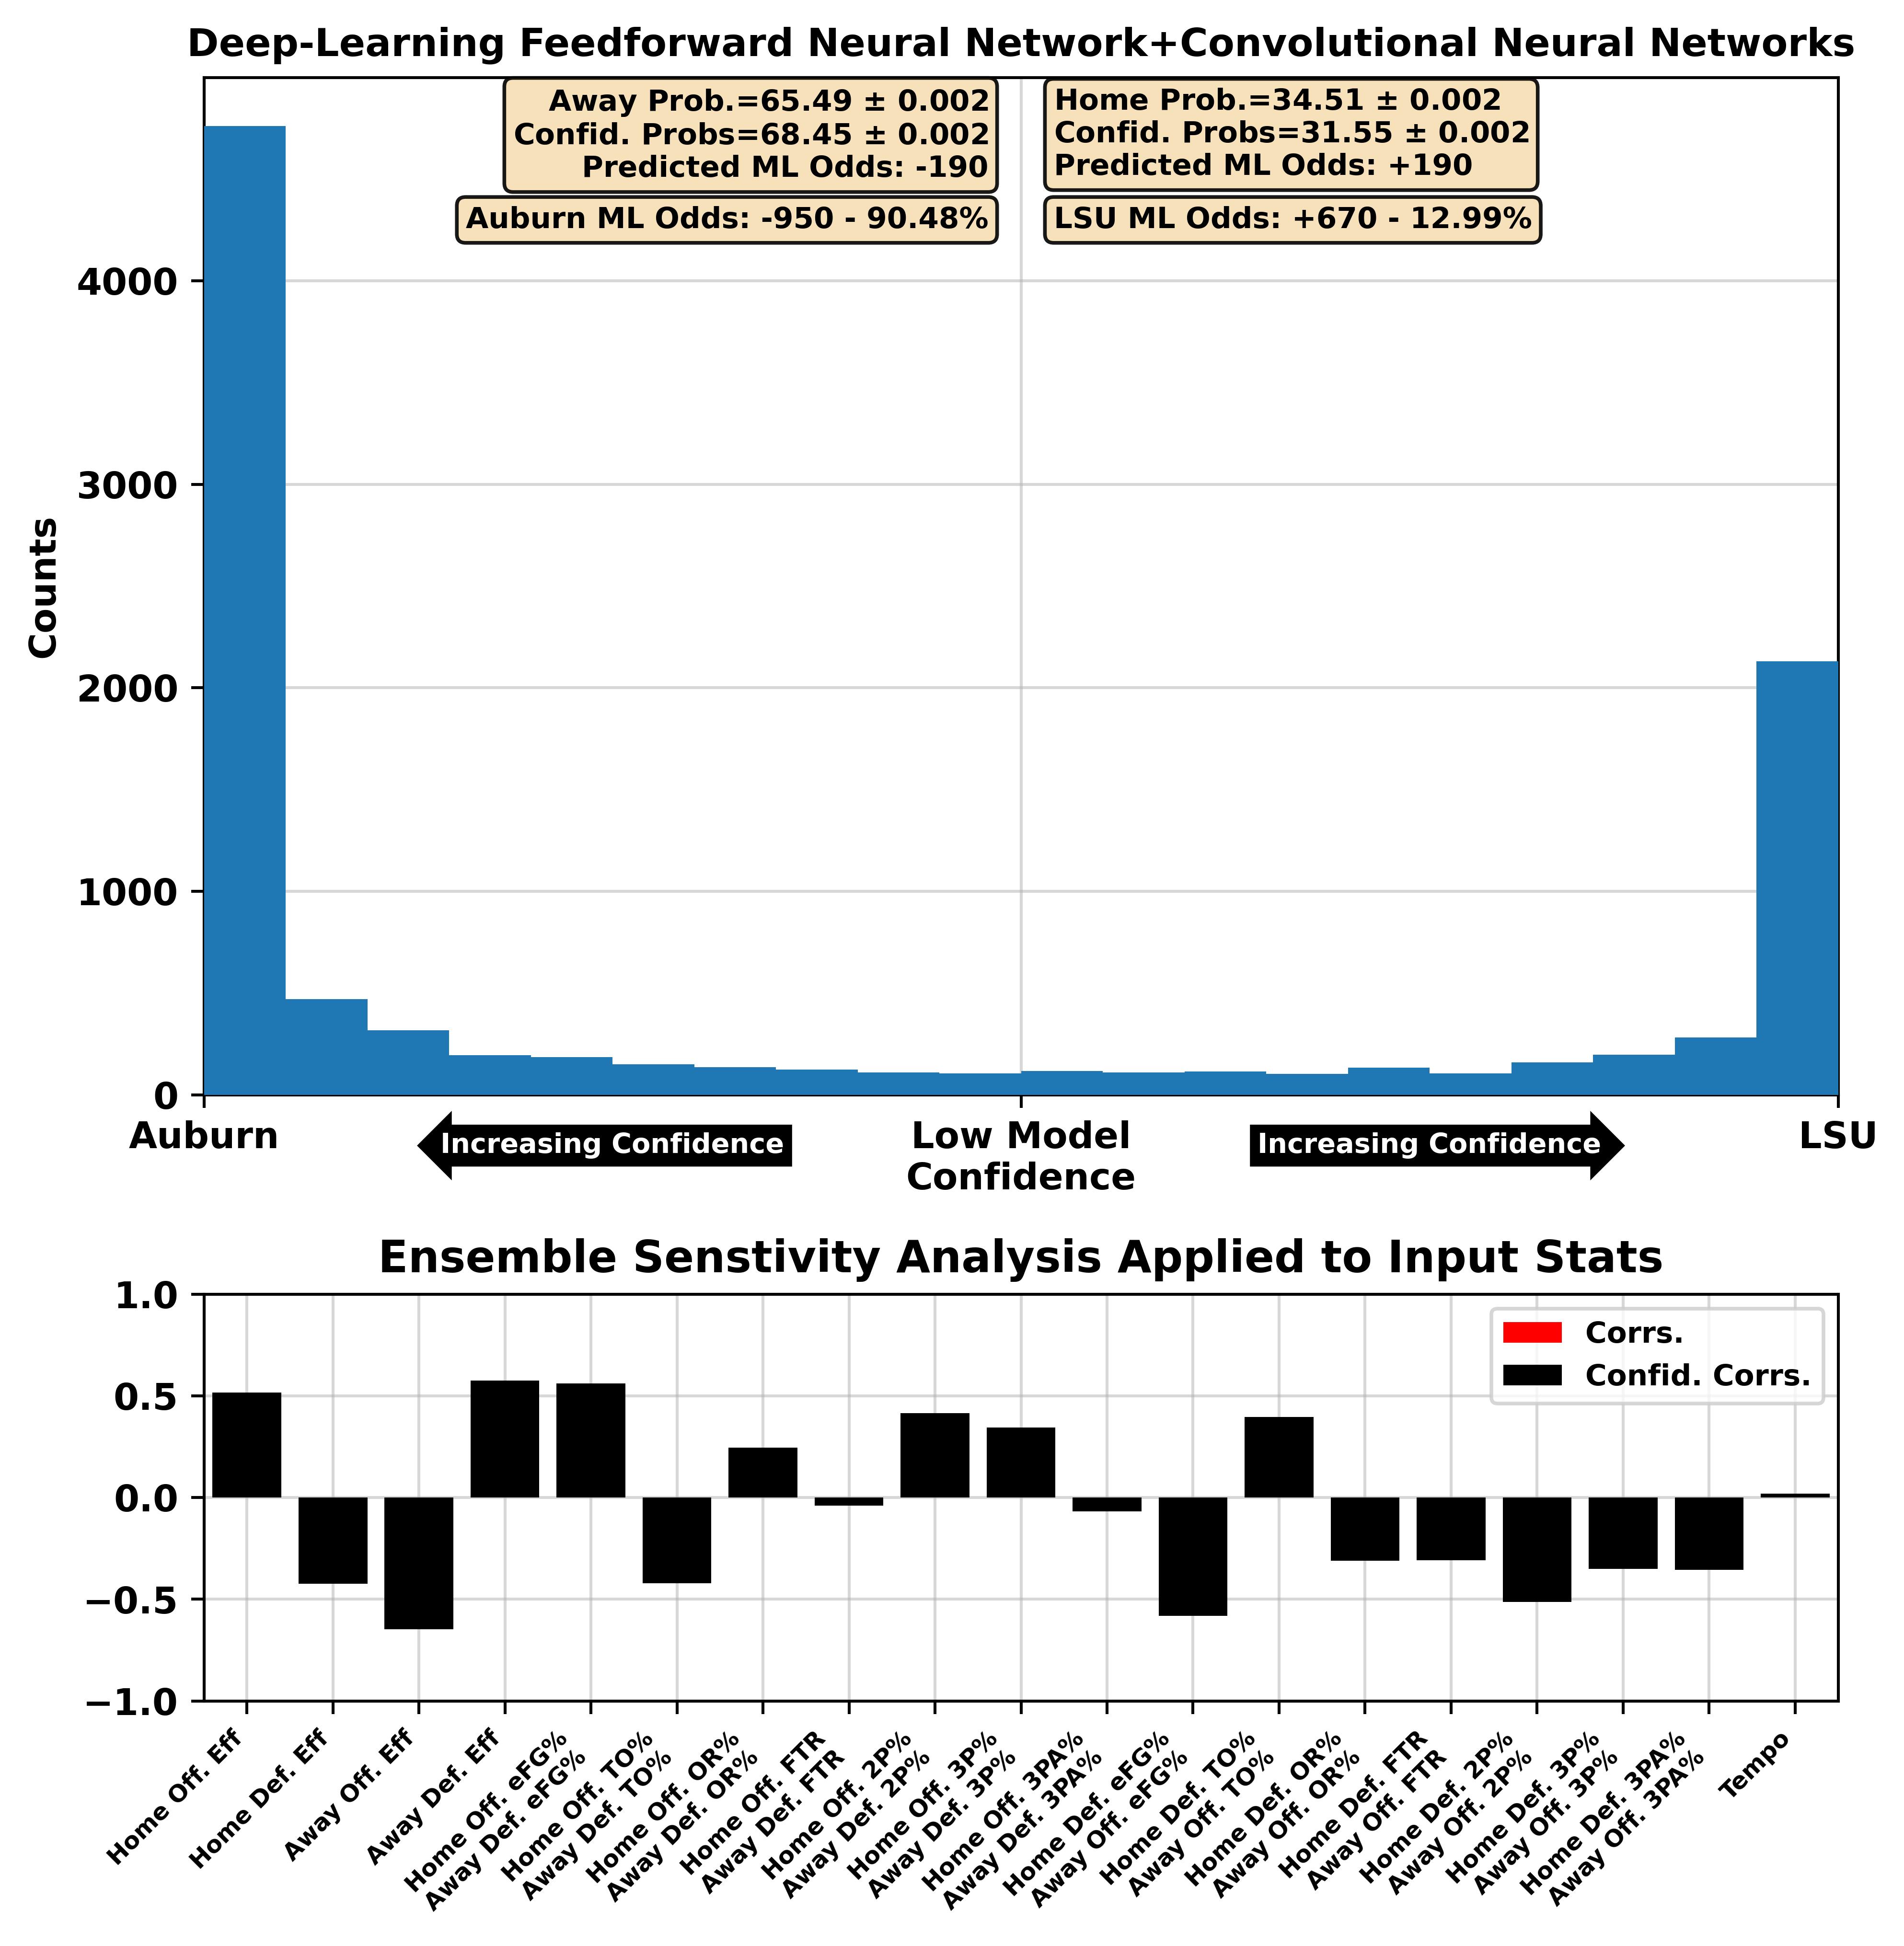 Deep-Learning Feedforward Neural Network+Convolutional Neural Networks
Away Prob.=65.49 ± 0.002
Confid. Probs=68.45 ± 0.002
Predicted ML Odds: -190
Auburn ML Odds: -950 - 90.48%
Home Prob.=34.51 ± 0.002
Confid. Probs=31.55 ± 0.002
Predicted ML Odds: +190
LSU ML Odds: +670 - 12.99%
Counts
4000
3000
2000
1000
0
Auburn
Increasing Confidence
Low Model
Confidence
Increasing Confidence
LSU
Ensemble Senstivity Analysis Applied to Input Stats
1.0
0.5
0.0
−0.5
−1.0
Corrs.
Confid. Corrs.
Home Off. Eff
Home Def. Eff
Away Off. Eff
Away Def. Eff
Home Off. eFG%
Away Def. eFG%
Home Off. TO%
Away Def. TO%
Home Off. OR%
Away Def. OR%
Home Off. FTR
Away Def. FTR
Home Off. 2P%
Away Def. 2P%
Home Off. 3P%
Away Def. 3P%
Home Off. 3PA%
Away Def. 3PA%
Home Def. eFG%
Away Off. eFG%
Home Def. TO%
Away Off. TO%
Home Def. OR%
Away Off. OR%
Home Def. FTR
Away Off. FTR
Home Def. 2P%
Away Off. 2P%
Home Def. 3P%
Away Off. 3P%
Home Def. 3PA%
Away Off. 3PA%
Tempo